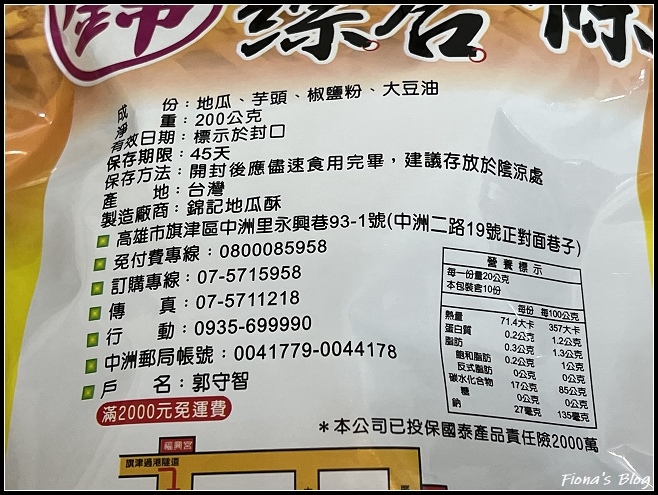 錦 綜合
成　份：地瓜、芋頭、椒鹽粉、大豆油
淨　重：200公克
有效日期：標示於封口
保存期限：45天
保存方法：開封後應儘速食用完畢，建議存放於陰涼處
產　地：台灣
製造廠商：錦記地瓜酥
高雄市旗津區中洲里永興巷93-1號(中洲二路19號正對面巷子)
免付費專線：0800085958
訂購專線：07-5715958
傳　真：07-5711218
行　動：0935-699990
中洲郵局帳號：0041779-0044178
戶　名：郭守智
滿2000元免運費
營養標示
每一份量20公克
本包裝含10份
每份 每100公克
熱量 71.4大卡 357大卡
蛋白質 0.2公克 1.2公克
脂肪 0.3公克 1.3公克
飽和脂肪 0.2公克 1公克
反式脂肪 0公克 0公克
碳水化合物 17公克 85公克
糖 0公克 0公克
鈉 27毫克 135毫克
＊本公司已投保國泰產品責任險2000萬
福興宮
旗津過港隧道
Fiona's Blog